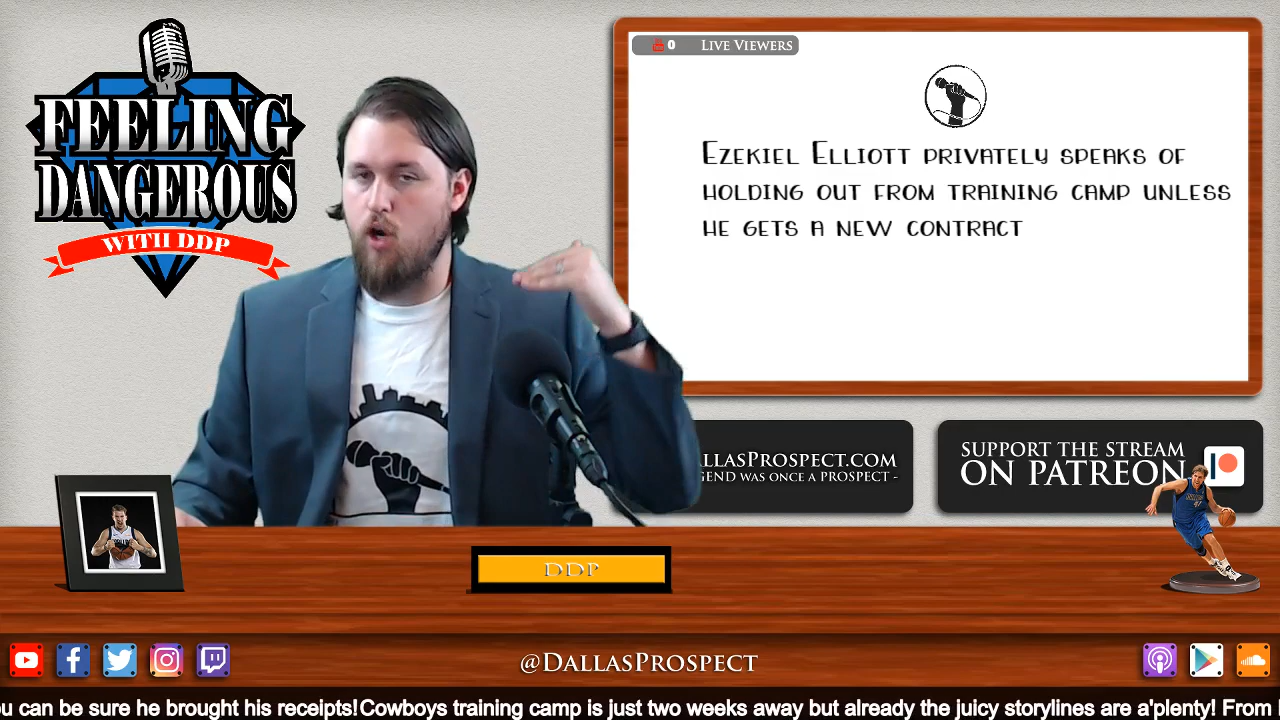 FEELING
DANGEROUS
WITH DDP
0 LIVE VIEWERS
EZEKIEL ELLIOTT PRIVATELY SPEAKS OF
HOLDING OUT FROM TRAINING CAMP UNLESS
HE GETS A NEW CONTRACT
ALLASPROSPECT.COM
GEND WAS ONCE A PROSPECT -
SUPPORT THE STREAM
ON PATREON
DDP
@DALLASPROSPECT
u can be sure he brought his receipts!Cowboys training camp is just two weeks away but already the juicy storylines are a'plenty! From